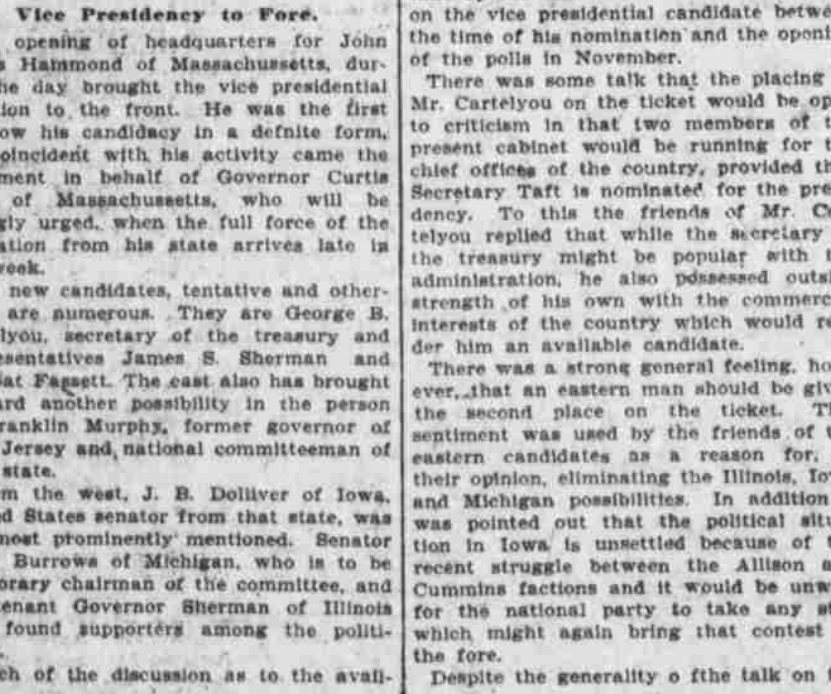 Vice Presidency to Fore.
opening of headquarters for John
Hammond of Massachussetts, dur-
he day brought the vice presidential
tion to the front. He was the first
ow his candidacy in a defnite form,
oincident with his activity came the
ment in behalf of Governor Curtis
of Massachussetts, who will be
gly urged, when the full force of the
ation from his state arrives late in
week.
new candidates, tentative and other-
are numerous. They are George B.
lyou, secretary of the treasury and
esentatives James S. Sherman and
at Fassett. The east also has brought
ard another possibility in the person
ranklin Murphy, former governor of
Jersey and national committeeman of
state.
m the west, J. B. Dolliver of Iowa,
d States senator from that state, was
most prominently mentioned. Senator
Burrows of Michigan, who is to be
orary chairman of the committee, and
enant Governor Sherman of Illinois
found supporters among the politi-
ch of the discussion as to the avail-
on the vice presidential candidate betwe
the time of his nomination and the openi
of the polls in November.
There was some talk that the placing
Mr. Cartelyou on the ticket would be op
to criticism in that two members of t
present cabinet would be running for t
chief offices of the country, provided th
Secretary Taft is nominated for the pre
dency. To this the friends of Mr. C
telyou replied that while the secretary
the treasury might be popular with t
administration, he also possessed outsi
strength of his own with the commerc
interests of the country which would re
der him an available candidate.
There was a strong general feeling, ho
ever, that an eastern man should be giv
the second place on the ticket. Th
sentiment was used by the friends of t
eastern candidates as a reason for,
their opinion, eliminating the Illinois, Io
and Michigan possibilities. In addition
was pointed out that the political situ
tion in Iowa is unsettled because of t
recent struggle between the Allison a
Cummins factions and it would be unw
for the national party to take any st
which might again bring that contest
the fore.
Despite the generality o fthe talk on